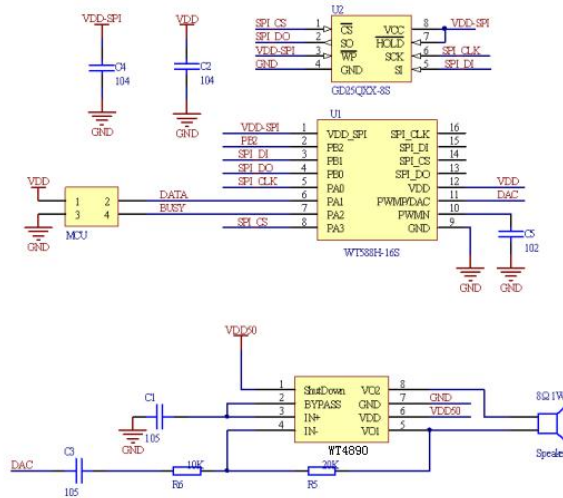 VDD-SPI
C4
104
GND
VDD
C2
104
GND
U2
SPI_CS 1 CS VCC 8 VDD-SPI
SPI_DO 2 SO HOLD 7
VDD-SPI 3 WP SCK 6 SPI_CLK
GND 4 GND SI 5 SPI_DI
GD25QXX-8S
U1
VDD-SPI 1 VDD_SPI SPI_CLK 16
PB2 2 PB2 SPI_DI 15
SPI_DI 3 PB1 SPI_CS 14
SPI_DO 4 PB0 SPI_DO 13
SPI_CLK 5 PA0 VDD 12 VDD
DATA 6 PA1 PWMP/DAC 11 DAC
BUSY 7 PA2 PWMN 10
SPI_CS 8 PA3 GND 9
WT588H-16S
VDD
1 2
3 4
MCU
GND
GND
C5
102
GND
VDD50
1 ShutDown VO2 8
2 BYPASS GND 7 GND
3 IN+ VDD 6 VDD50
4 IN- VO1 5
WT4890
C1
105
GND
8Ω1W
Speake
DAC
C3
105
10K
R6
20K
R5